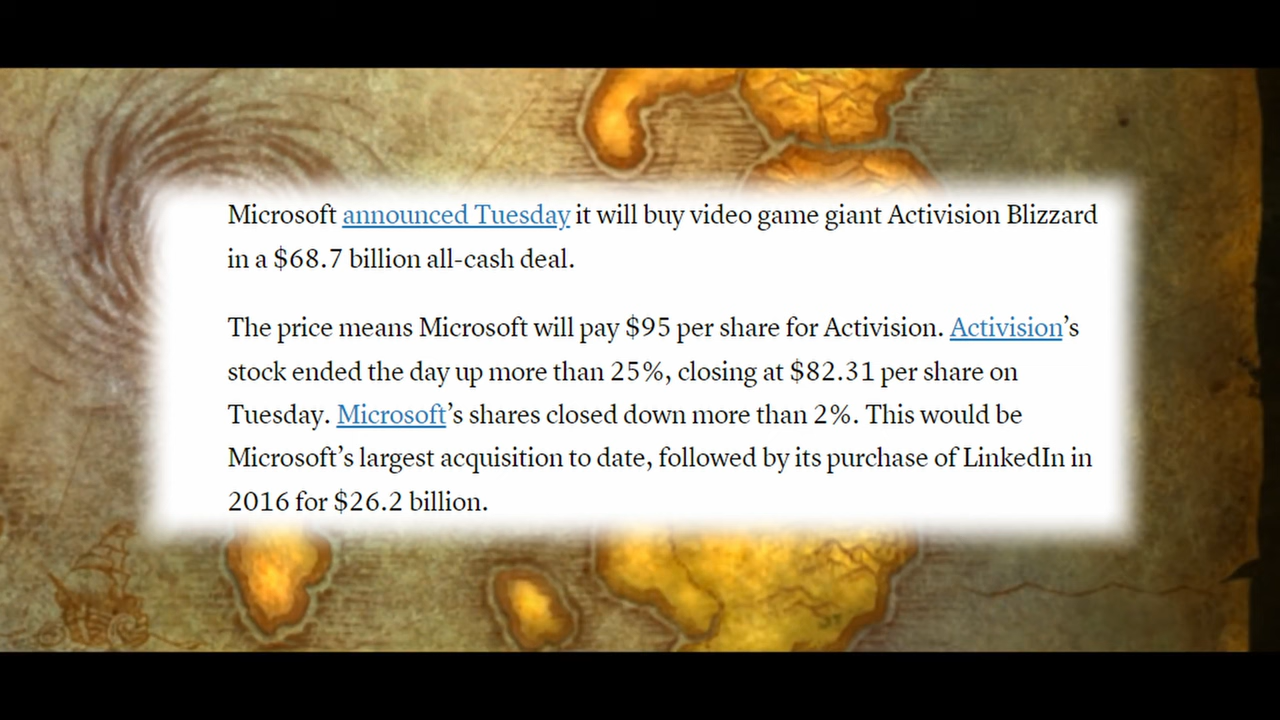 Microsoft announced Tuesday it will buy video game giant Activision Blizzard
in a $68.7 billion all-cash deal.
The price means Microsoft will pay $95 per share for Activision. Activision’s
stock ended the day up more than 25%, closing at $82.31 per share on
Tuesday. Microsoft’s shares closed down more than 2%. This would be
Microsoft’s largest acquisition to date, followed by its purchase of LinkedIn in
2016 for $26.2 billion.